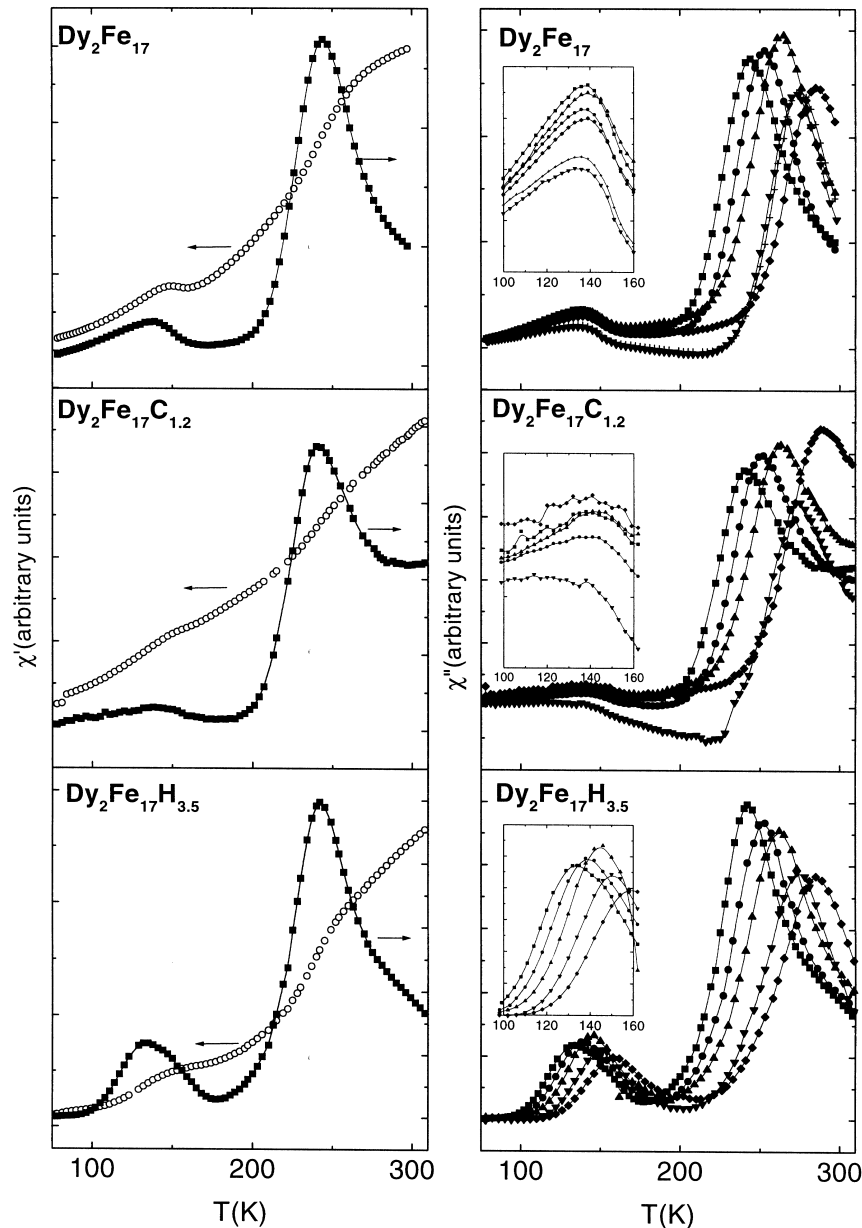 Dy₂Fe₁₇
Dy₂Fe₁₇
100 120 140 160
Dy₂Fe₁₇C₁.₂
Dy₂Fe₁₇C₁.₂
100 120 140 160
χ'(arbitrary units)
χ"(arbitrary units)
Dy₂Fe₁₇H₃.₅
Dy₂Fe₁₇H₃.₅
100 120 140 160
100 200 300
100 200 300
T(K)
T(K)